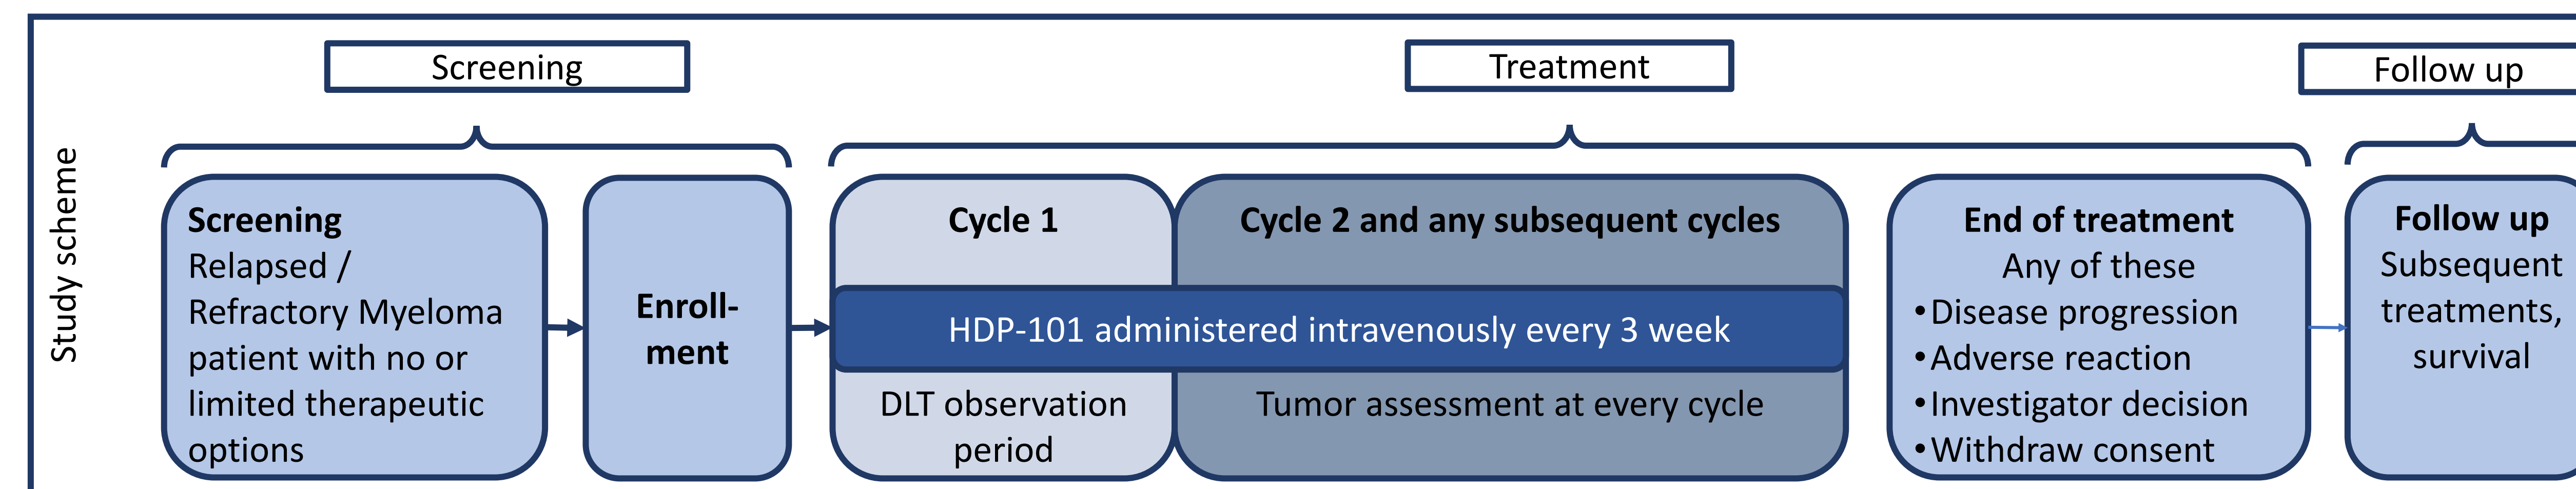 Screening
Treatment
Follow up
Study scheme
Screening
Relapsed /
Refractory Myeloma
patient with no or
limited therapeutic
options
Enroll-
ment
Cycle 1
Cycle 2 and any subsequent cycles
HDP-101 administered intravenously every 3 week
DLT observation
period
Tumor assessment at every cycle
End of treatment
Any of these
•Disease progression
•Adverse reaction
•Investigator decision
•Withdraw consent
Follow up
Subsequent
treatments,
survival